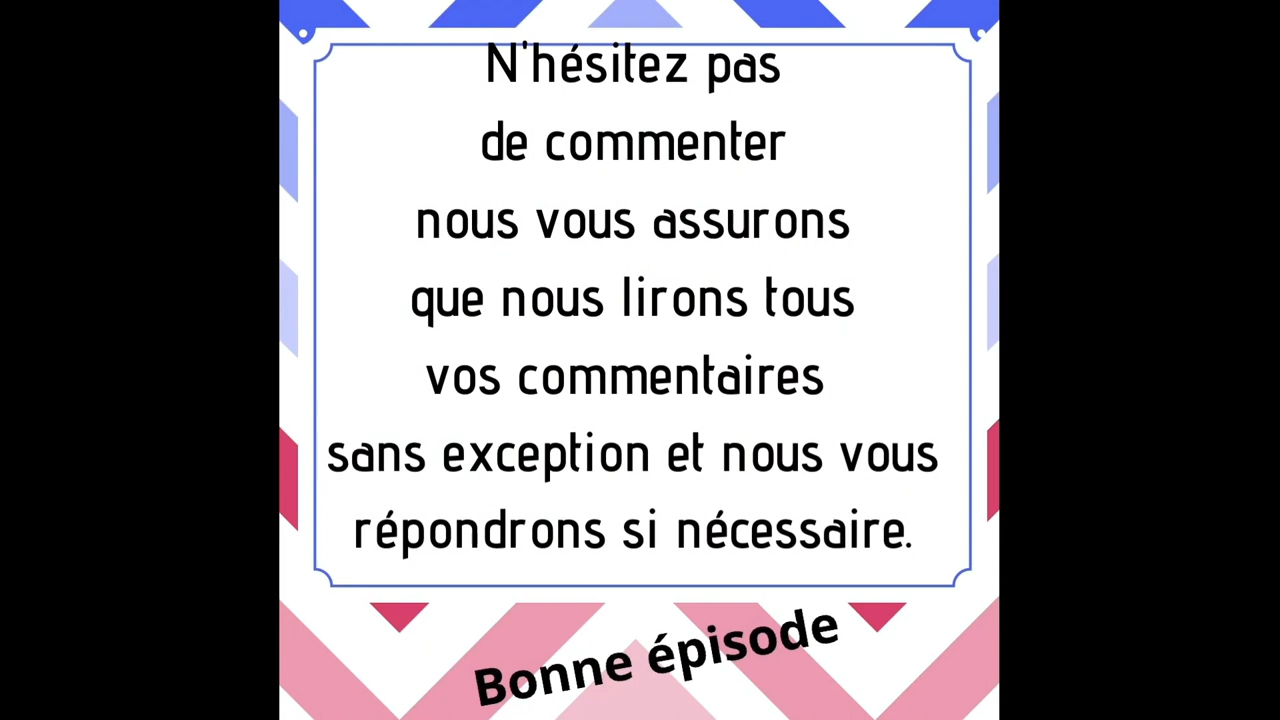 N'hésitez pas
de commenter
nous vous assurons
que nous lirons tous
vos commentaires
sans exception et nous vous
répondrons si nécessaire.
Bonne épisode